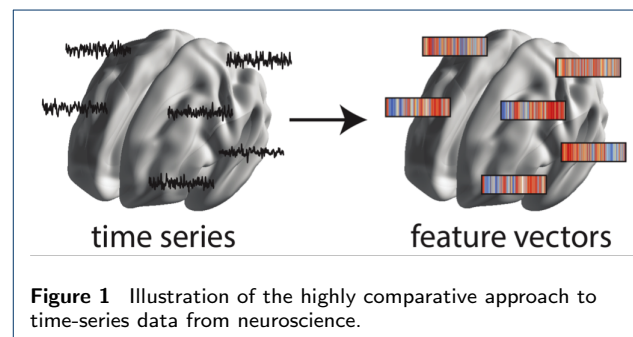 time series
feature vectors
Figure 1 Illustration of the highly comparative approach to
time-series data from neuroscience.